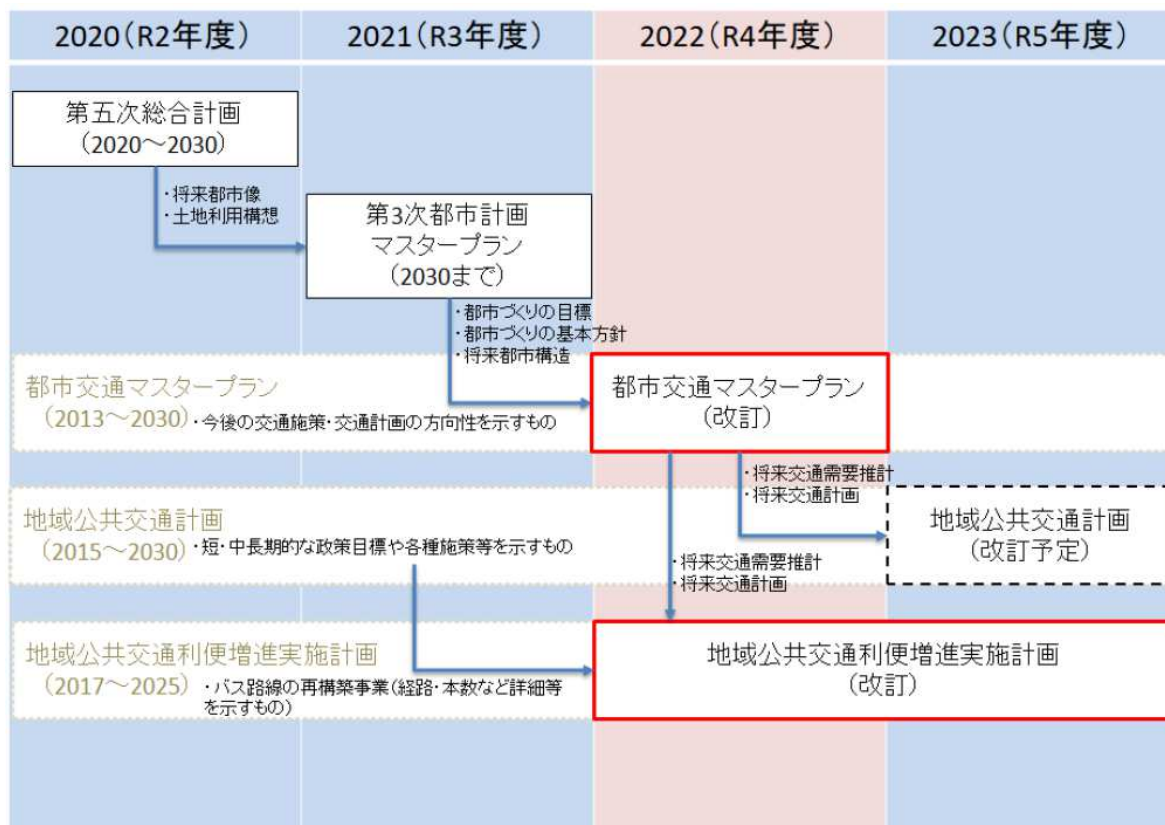 2020(R2年度)
2021(R3年度)
2022(R4年度)
2023(R5年度)
第五次総合計画
(2020～2030)
・将来都市像
・土地利用構想
第3次都市計画
マスタープラン
(2030まで)
・都市づくりの目標
・都市づくりの基本方針
・将来都市構造
都市交通マスタープラン
(2013～2030)・今後の交通施策・交通計画の方向性を示すもの
都市交通マスタープラン
(改訂)
・将来交通需要推計
・将来交通計画
地域公共交通計画
(2015～2030)・短・中長期的な政策目標や各種施策等を示すもの
地域公共交通計画
(改訂予定)
・将来交通需要推計
・将来交通計画
地域公共交通利便増進実施計画
(2017～2025)・バス路線の再構築事業(経路・本数など詳細等
を示すもの)
地域公共交通利便増進実施計画
(改訂)